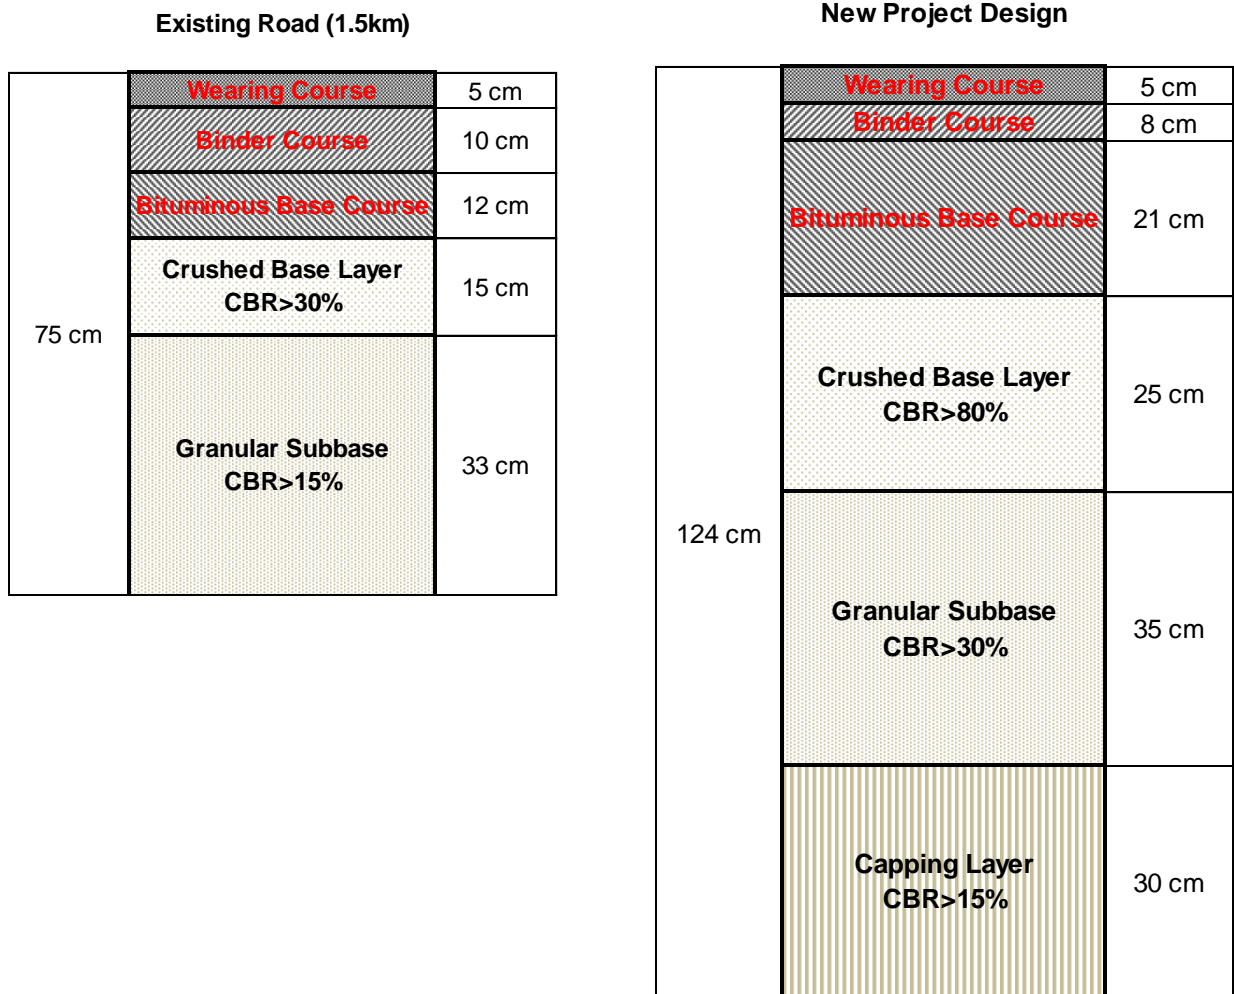 Existing Road (1.5km)
75 cm
Wearing Course
5 cm
Binder Course
10 cm
Bituminous Base Course
12 cm
Crushed Base Layer
CBR>30%
15 cm
Granular Subbase
CBR>15%
33 cm
New Project Design
124 cm
Wearing Course
5 cm
Binder Course
8 cm
Bituminous Base Course
21 cm
Crushed Base Layer
CBR>80%
25 cm
Granular Subbase
CBR>30%
35 cm
Capping Layer
CBR>15%
30 cm